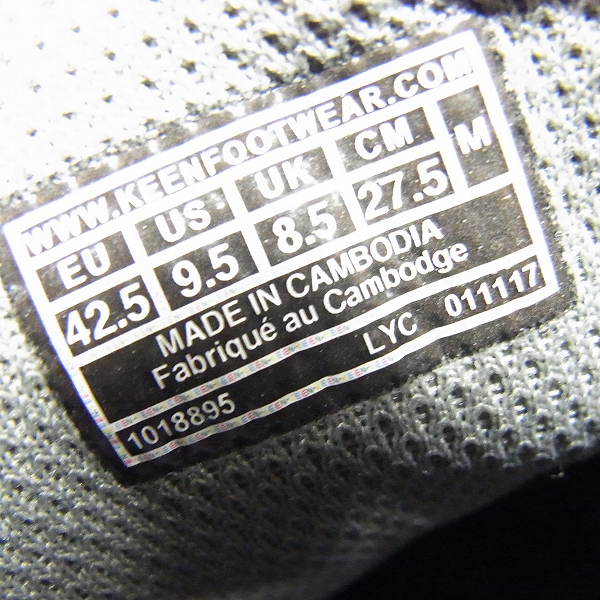 WWW.KEENFOOTWEAR.COM
EU US UK CM M
42.5 9.5 8.5 27.5
MADE IN CAMBODIA
Fabriqué au Cambodge
LYC 011117
1018895